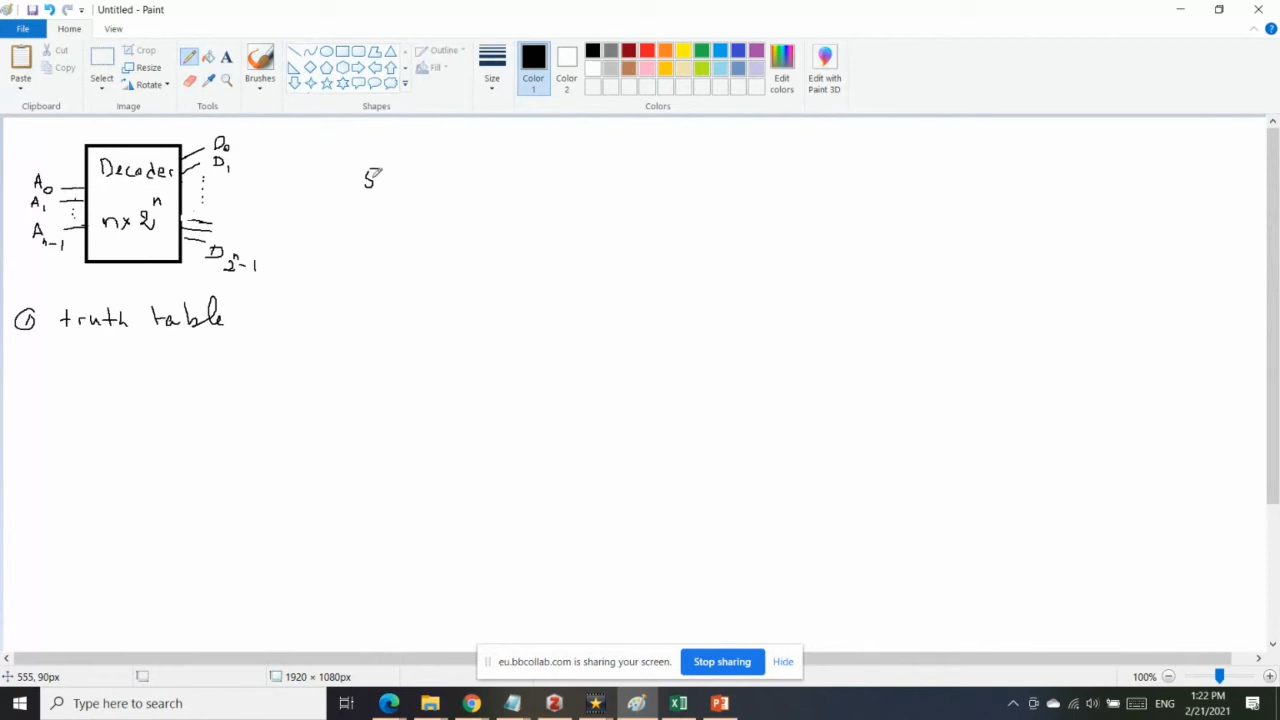 Untitled - Paint
File Home View
Paste
Cut
Copy
Clipboard
Select
Crop
Resize
Rotate
Image
Tools
Brushes
Shapes
Outline
Fill
Size
Color 1
Color 2
Edit colors
Colors
Edit with Paint 3D
Decoder
n x 2^n
A0
A1
An-1
D0
D1
D2^n-1
① truth table
5
eu.bbcollab.com is sharing your screen. Stop sharing Hide
555, 90px
1920 × 1080px
100%
Type here to search
ENG
1:22 PM
2/21/2021